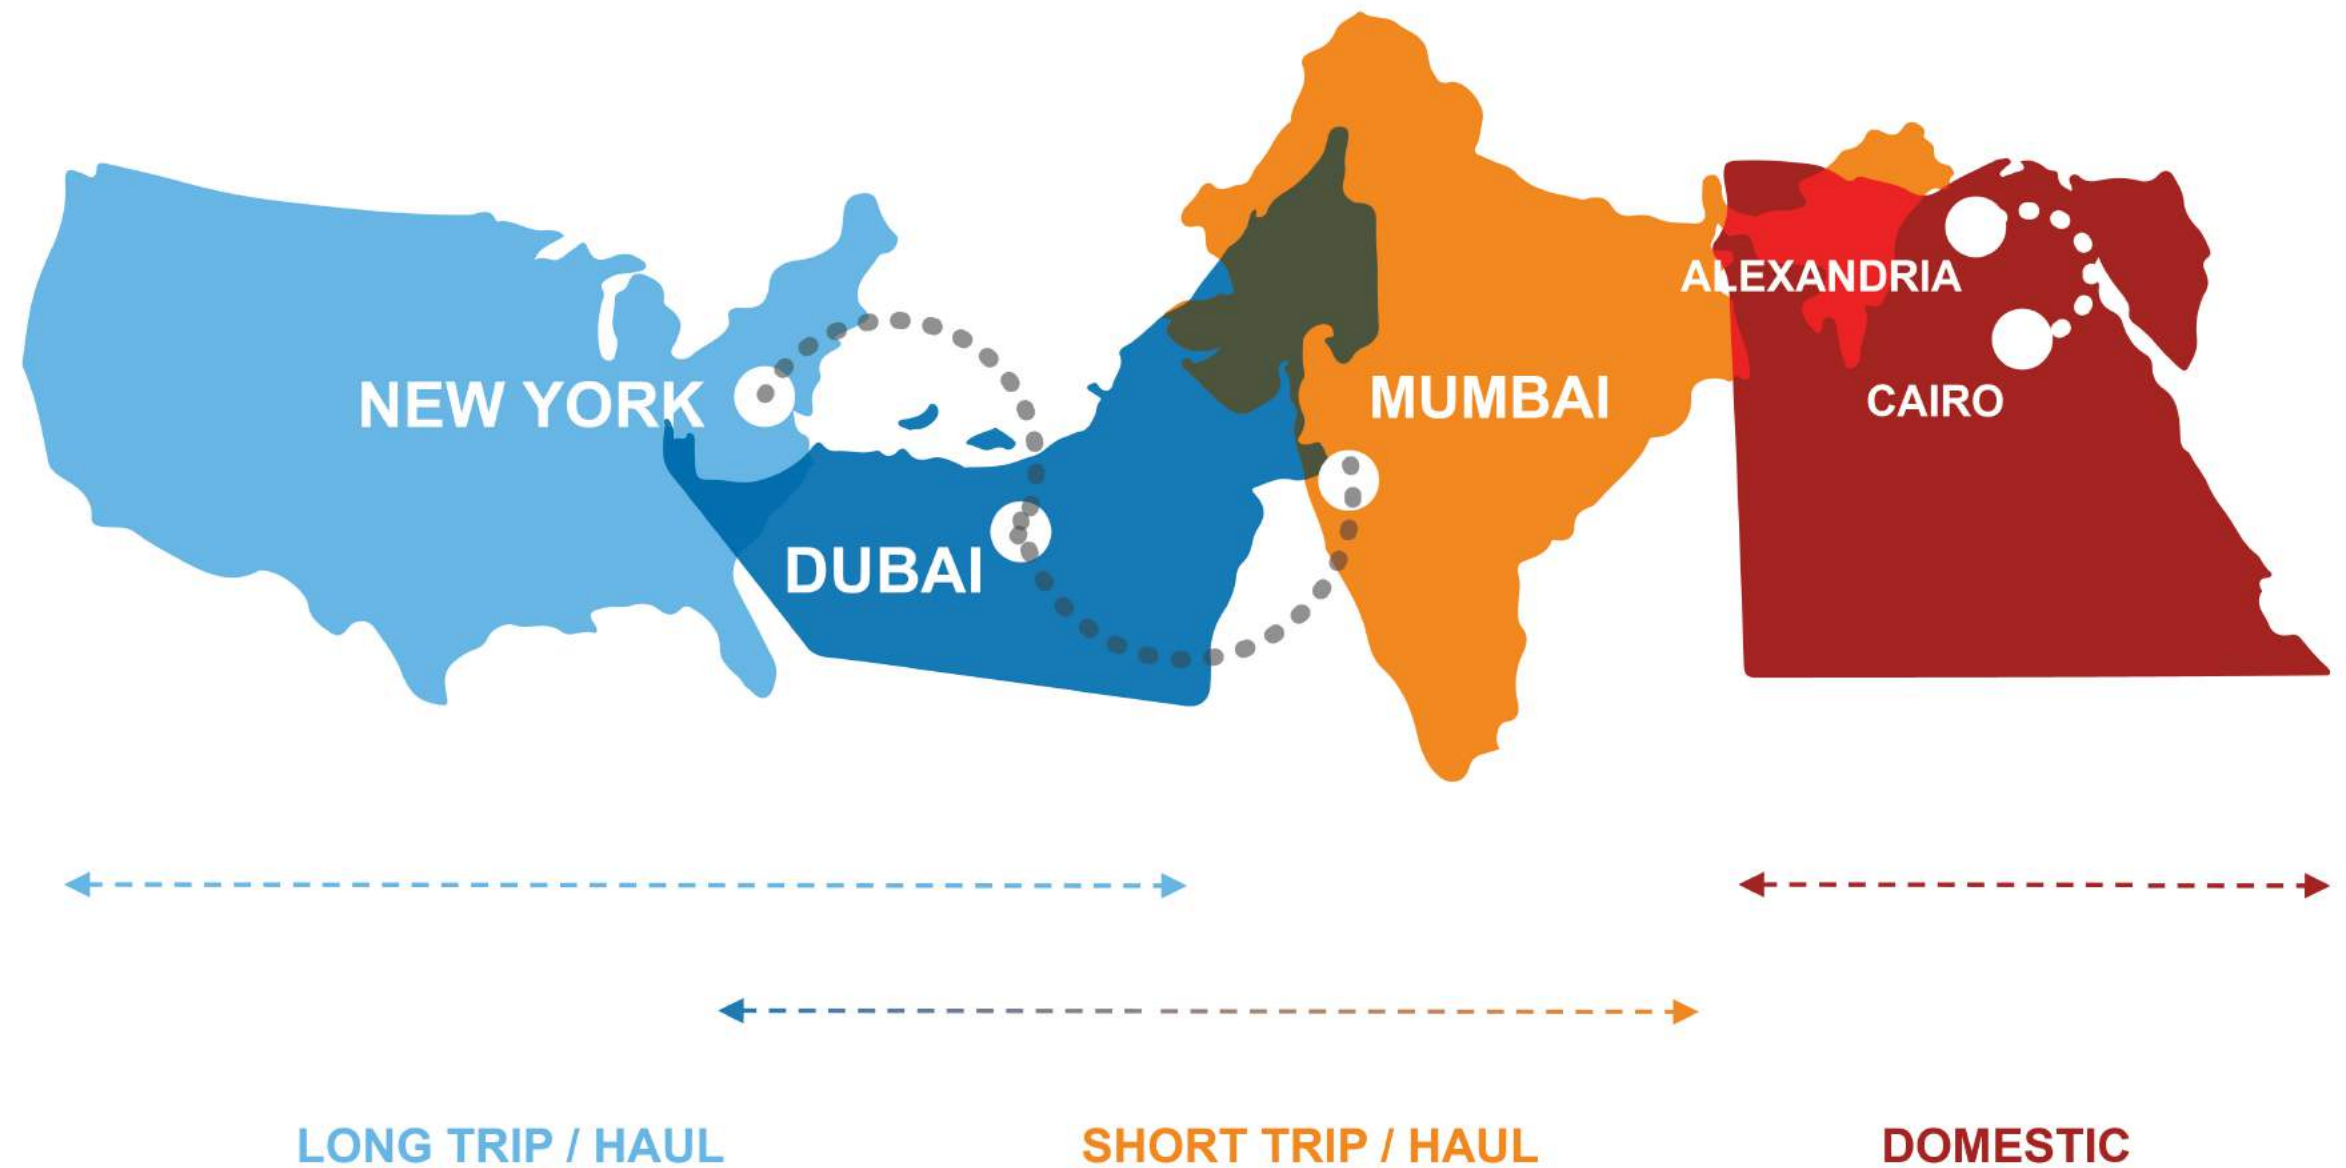 NEW YORK
DUBAI
MUMBAI
ALEXANDRIA
CAIRO
LONG TRIP / HAUL
SHORT TRIP / HAUL
DOMESTIC